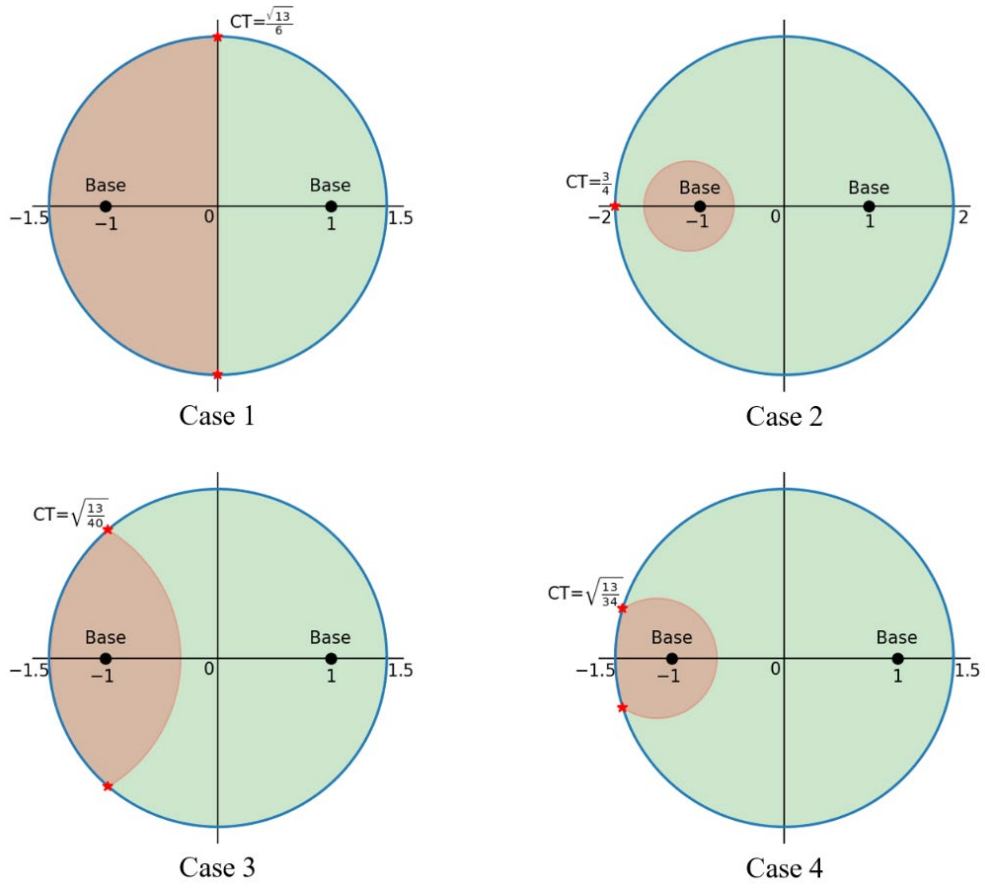 CT=√13/6
Base
Base
−1.5
−1
0
1
1.5
Case 1
CT=3/4
Base
Base
−2
−1
0
1
2
Case 2
CT=√(13/40)
Base
Base
−1.5
−1
0
1
1.5
Case 3
CT=√(13/34)
Base
Base
−1.5
−1
0
1
1.5
Case 4